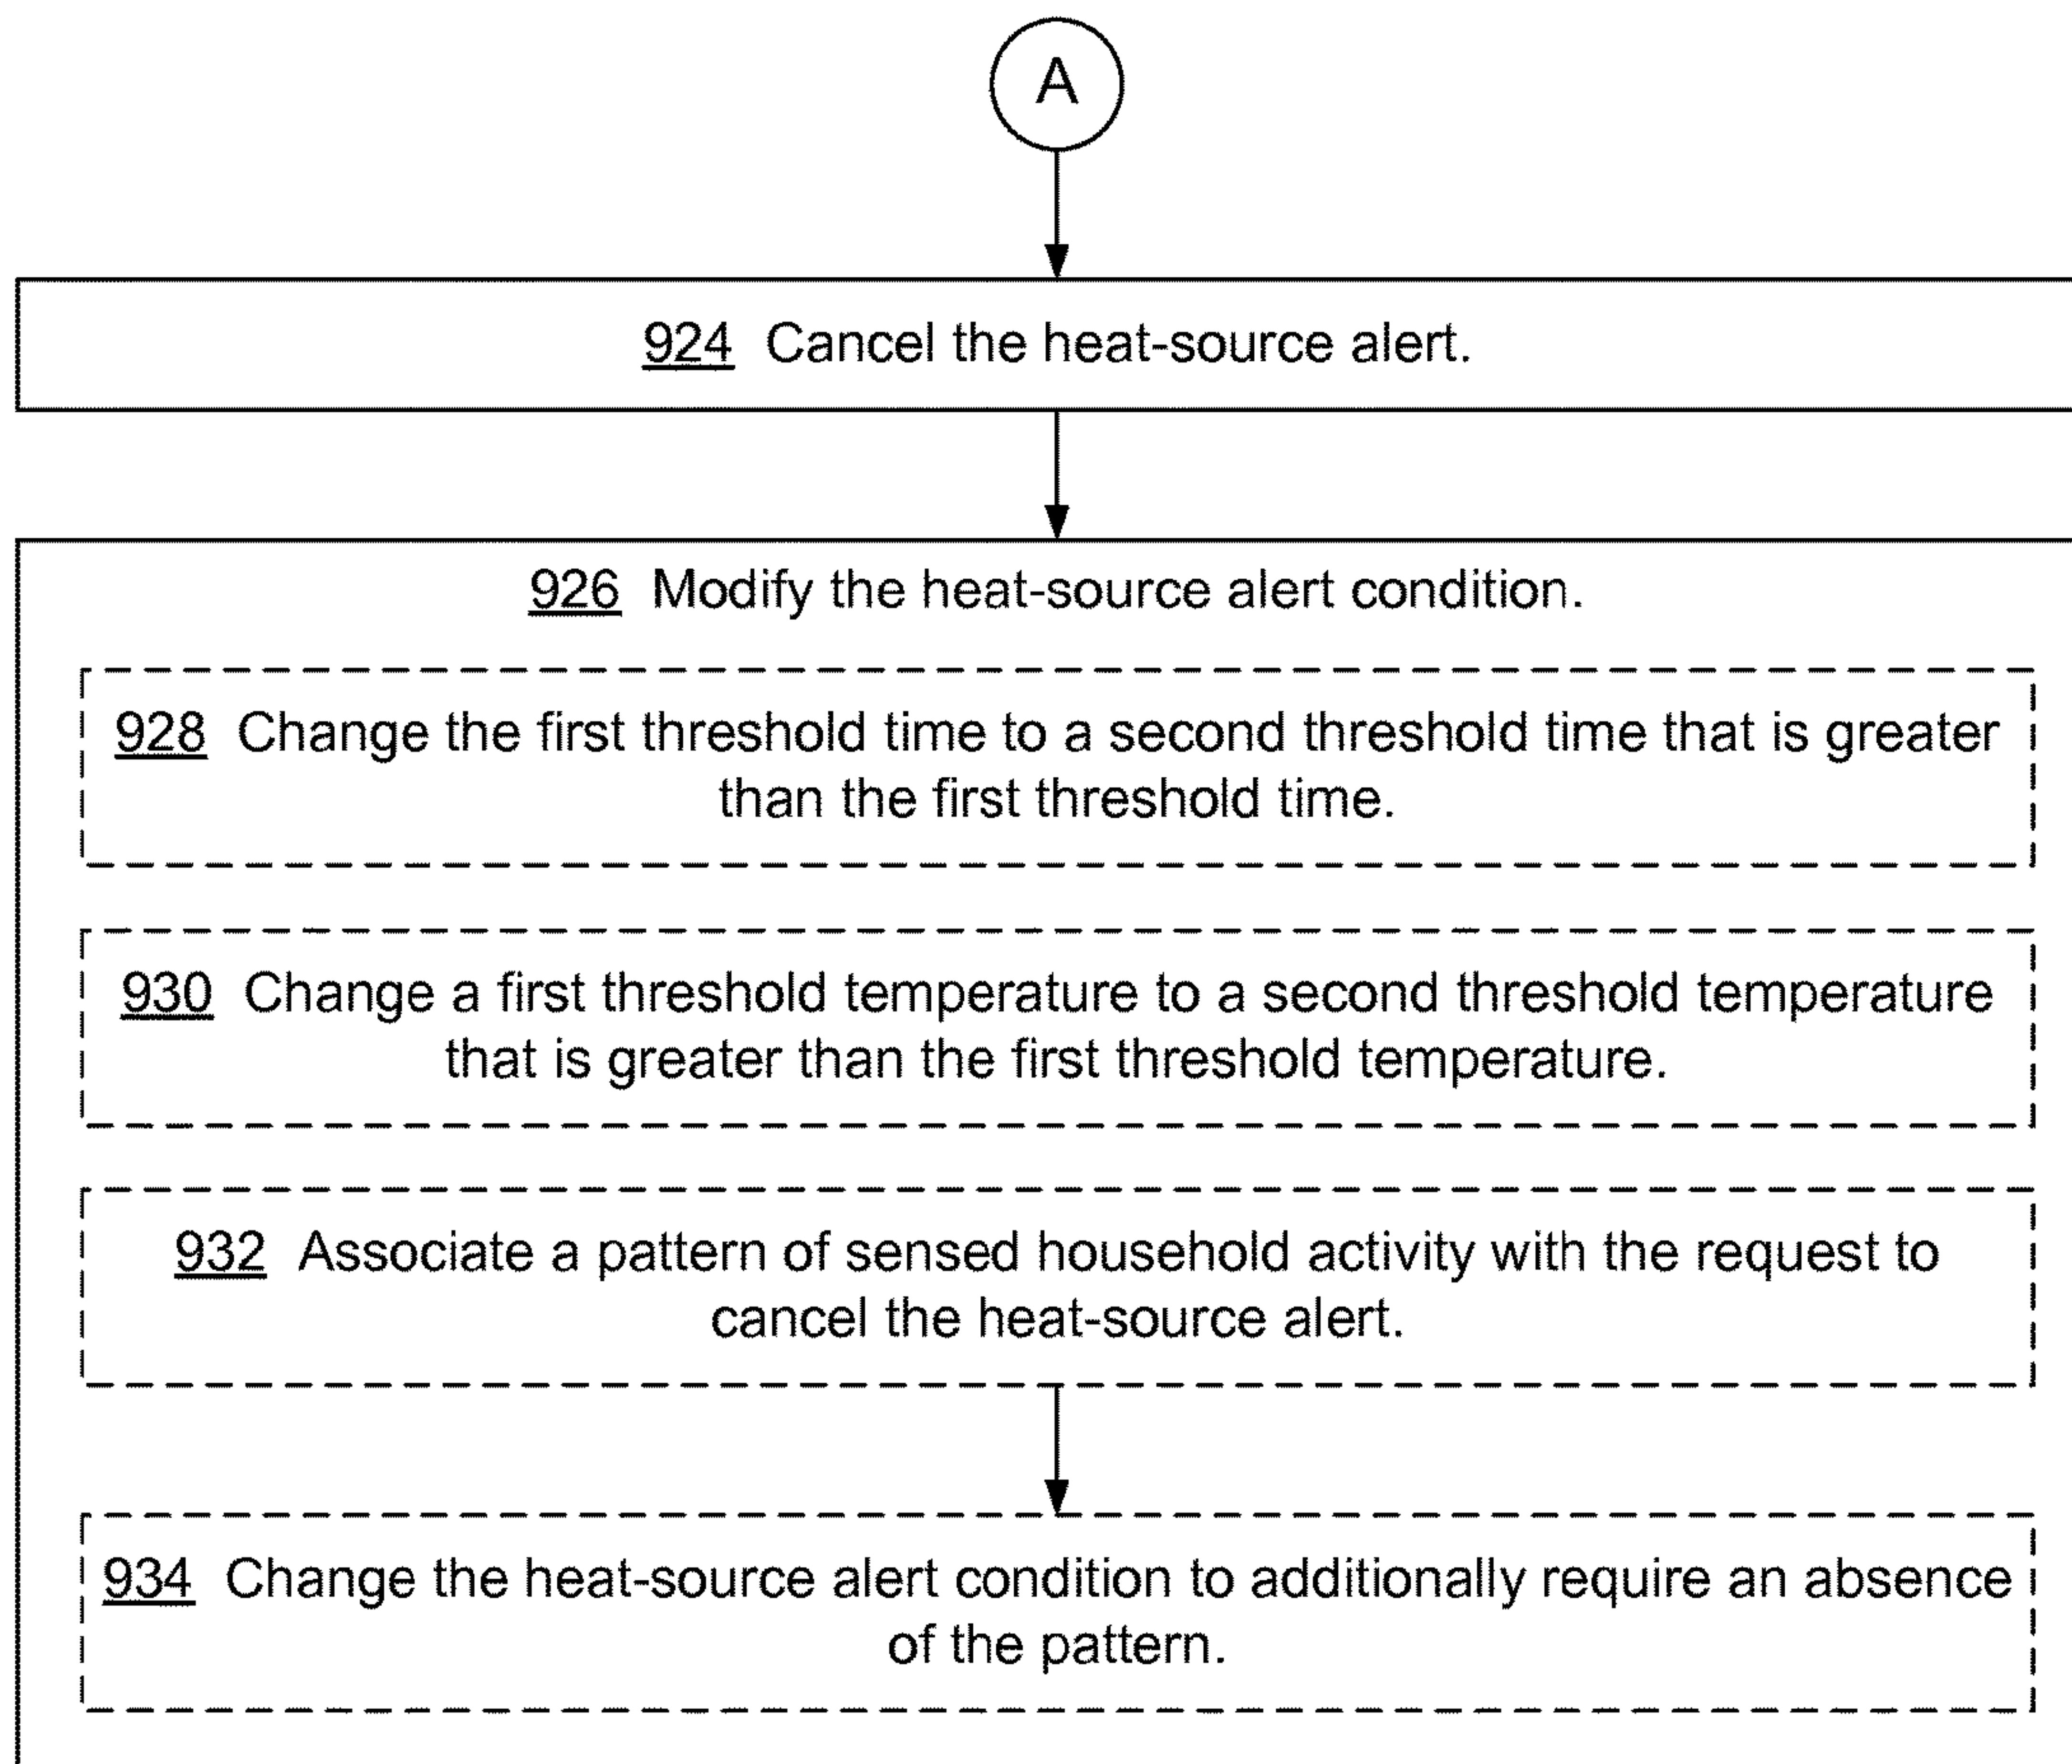 A
924 Cancel the heat-source alert.
926 Modify the heat-source alert condition.
928 Change the first threshold time to a second threshold time that is greater
than the first threshold time.
930 Change a first threshold temperature to a second threshold temperature
that is greater than the first threshold temperature.
932 Associate a pattern of sensed household activity with the request to
cancel the heat-source alert.
934 Change the heat-source alert condition to additionally require an absence
of the pattern.